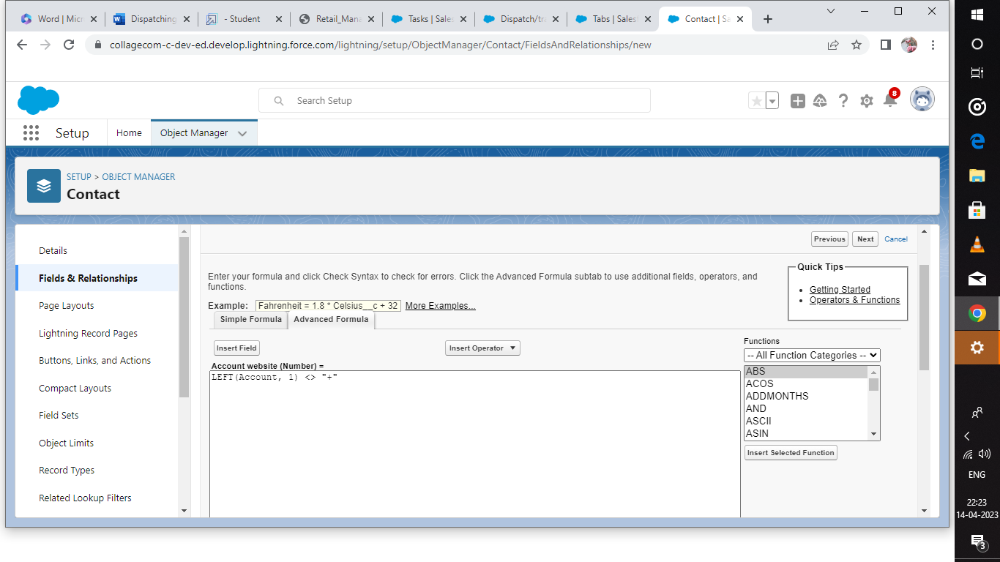 Word | Micr
Dispatching
- Student
Retail_Mana
Tasks | Sales
Dispatch/tra
Tabs | Salesf
Contact | Sa
collagecom-c-dev-ed.develop.lightning.force.com/lightning/setup/ObjectManager/Contact/FieldsAndRelationships/new
Search Setup
8
Setup
Home
Object Manager
SETUP > OBJECT MANAGER
Contact
Details
Fields & Relationships
Page Layouts
Lightning Record Pages
Buttons, Links, and Actions
Compact Layouts
Field Sets
Object Limits
Record Types
Related Lookup Filters
Previous
Next
Cancel
Enter your formula and click Check Syntax to check for errors. Click the Advanced Formula subtab to use additional fields, operators, and
functions.
Example: Fahrenheit = 1.8 * Celsius__c + 32 More Examples...
Quick Tips
• Getting Started
• Operators & Functions
Simple Formula
Advanced Formula
Insert Field
Insert Operator
Account website (Number) =
LEFT(Account, 1) <> "+"
Functions
-- All Function Categories --
ABS
ACOS
ADDMONTHS
AND
ASCII
ASIN
Insert Selected Function
ENG
22:23
14-04-2023
3